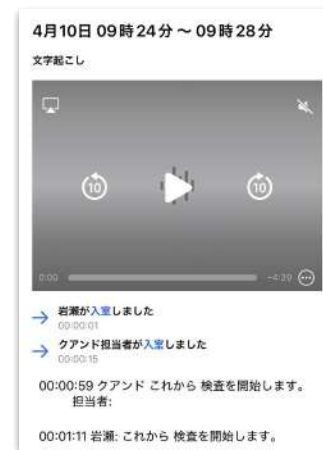 4月10日 09時24分～09時28分
文字起こし
10
10
0:00
-4:39
岩瀬が入室しました
00:00:01
クアンド担当者が入室しました
00:00:15
00:00:59 クアンド これから 検査を開始します。
担当者:
00:01:11 岩瀬: これから 検査を開始します。